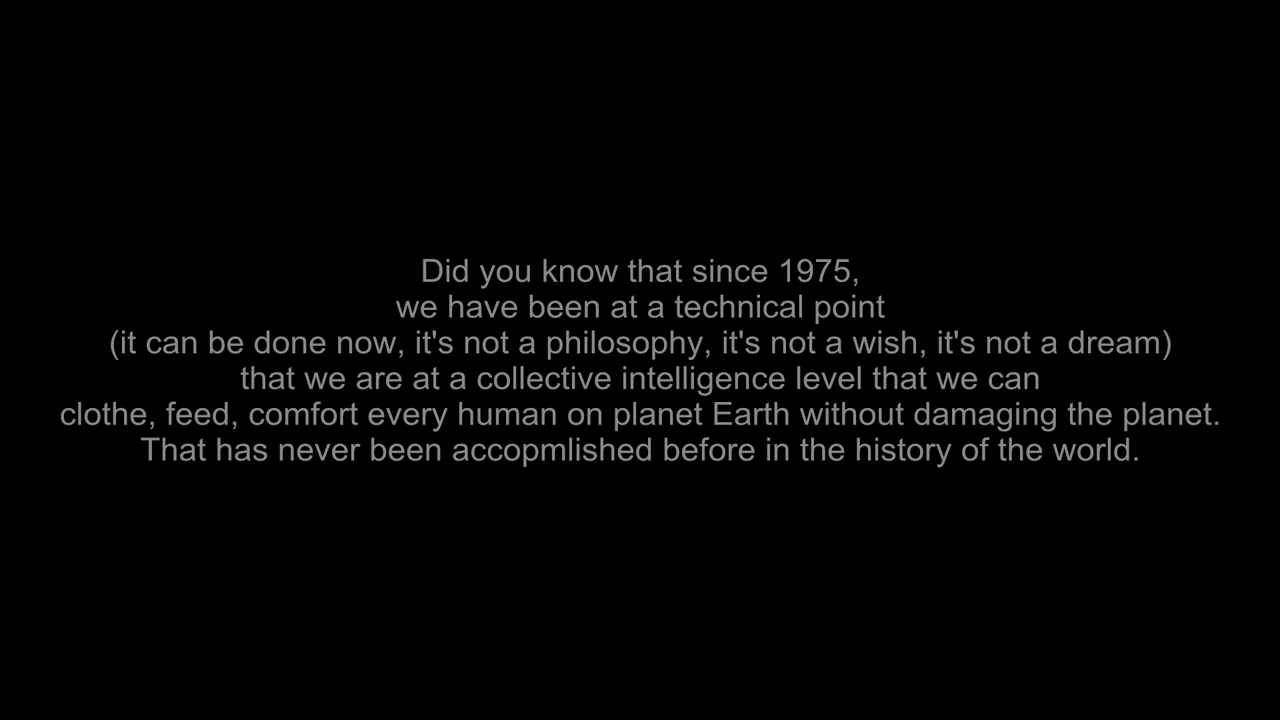 Did you know that since 1975,
we have been at a technical point
(it can be done now, it's not a philosophy, it's not a wish, it's not a dream)
that we are at a collective intelligence level that we can
clothe, feed, comfort every human on planet Earth without damaging the planet.
That has never been accopmlished before in the history of the world.